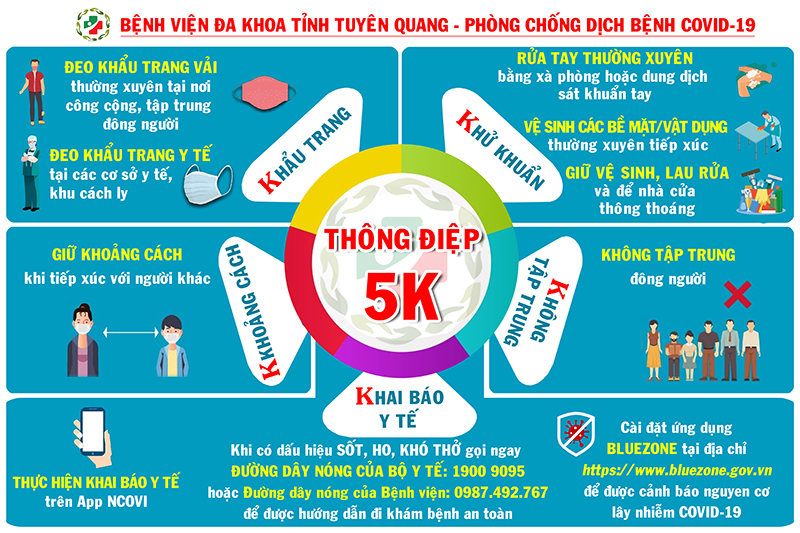 BỆNH VIỆN ĐA KHOA TỈNH TUYÊN QUANG - PHÒNG CHỐNG DỊCH BỆNH COVID-19
ĐEO KHẨU TRANG VẢI
thường xuyên tại nơi
công cộng, tập trung
đông người
ĐEO KHẨU TRANG Y TẾ
tại các cơ sở y tế,
khu cách ly
KHẨU TRANG
RỬA TAY THƯỜNG XUYÊN
bằng xà phòng hoặc dung dịch
sát khuẩn tay
VỆ SINH CÁC BỀ MẶT/VẬT DỤNG
thường xuyên tiếp xúc
GIỮ VỆ SINH, LAU RỬA
và để nhà cửa
thông thoáng
KHỬ KHUẨN
THÔNG ĐIỆP
5K
GIỮ KHOẢNG CÁCH
khi tiếp xúc với người khác
KKHOẢNG CÁCH
KHÔNG
TẬP TRUNG
KHÔNG TẬP TRUNG
đông người
KHAI BÁO
Y TẾ
THỰC HIỆN KHAI BÁO Y TẾ
trên App NCOVI
Khi có dấu hiệu SỐT, HO, KHÓ THỞ gọi ngay
ĐƯỜNG DÂY NÓNG CỦA BỘ Y TẾ: 1900 9095
hoặc Đường dây nóng của Bệnh viện: 0987.492.767
để được hướng dẫn đi khám bệnh an toàn
Cài đặt ứng dụng
BLUEZONE tại địa chỉ
https://www.bluezone.gov.vn
để được cảnh báo nguyen cơ
lây nhiễm COVID-19